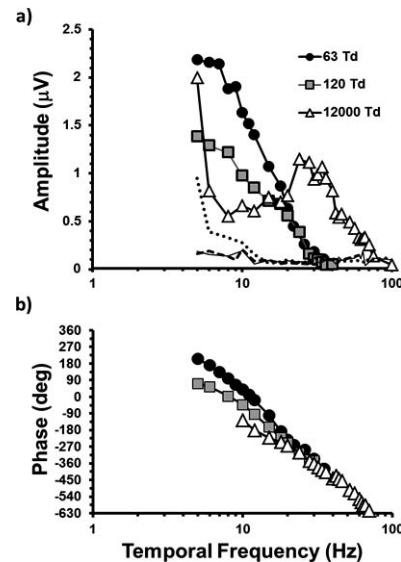 a)
2.5
2
1.5
1
0.5
0
Amplitude (μV)
63 Td
120 Td
12000 Td
1 10 100
b)
360
270
180
90
0
-90
-180
-270
-360
-450
-540
-630
Phase (deg)
1 10 100
Temporal Frequency (Hz)